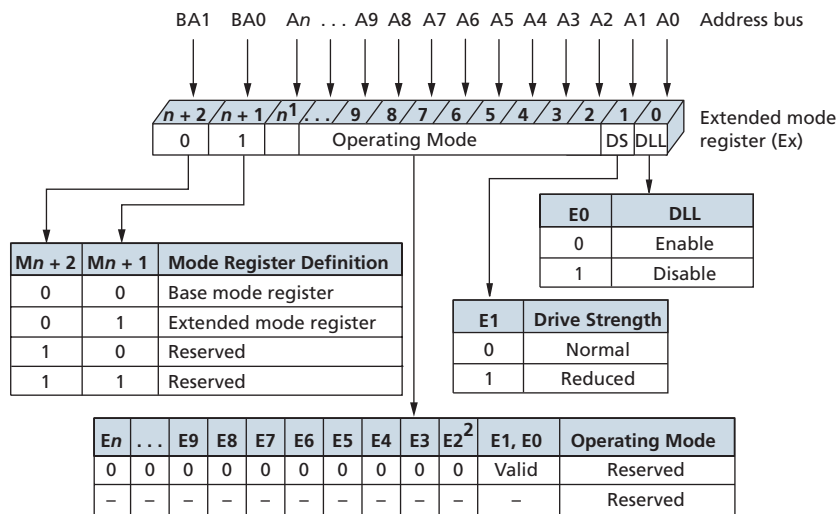 BA1 BA0 An . . . A9 A8 A7 A6 A5 A4 A3 A2 A1 A0 Address bus
n + 2 n + 1 n1 . . . 9 8 7 6 5 4 3 2 1 0
0 1 Operating Mode DS DLL
Extended mode
register (Ex)
E0 DLL
0 Enable
1 Disable
Mn + 2 Mn + 1 Mode Register Definition
0 0 Base mode register
0 1 Extended mode register
1 0 Reserved
1 1 Reserved
E1 Drive Strength
0 Normal
1 Reduced
En . . . E9 E8 E7 E6 E5 E4 E3 E2² E1, E0 Operating Mode
0 0 0 0 0 0 0 0 0 0 Valid Reserved
– – – – – – – – – – – Reserved